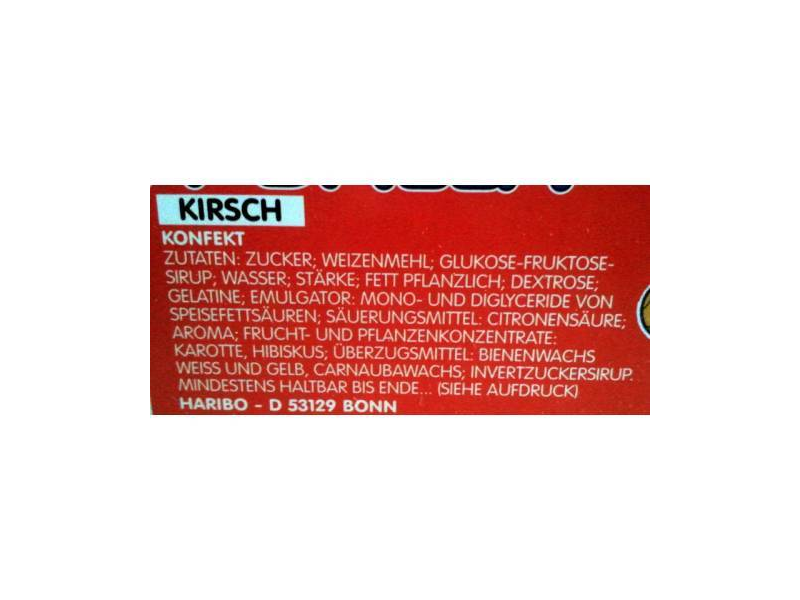 KIRSCH
KONFEKT
ZUTATEN: ZUCKER; WEIZENMEHL; GLUKOSE-FRUKTOSE-
SIRUP; WASSER; STÄRKE; FETT PFLANZLICH; DEXTROSE;
GELATINE; EMULGATOR: MONO- UND DIGLYCERIDE VON
SPEISEFETTSÄUREN; SÄUERUNGSMITTEL: CITRONENSÄURE;
AROMA; FRUCHT- UND PFLANZENKONZENTRATE:
KAROTTE, HIBISKUS; ÜBERZUGSMITTEL: BIENENWACHS
WEISS UND GELB, CARNAUBAWACHS; INVERTZUCKERSIRUP.
MINDESTENS HALTBAR BIS ENDE... (SIEHE AUFDRUCK)
HARIBO - D 53129 BONN